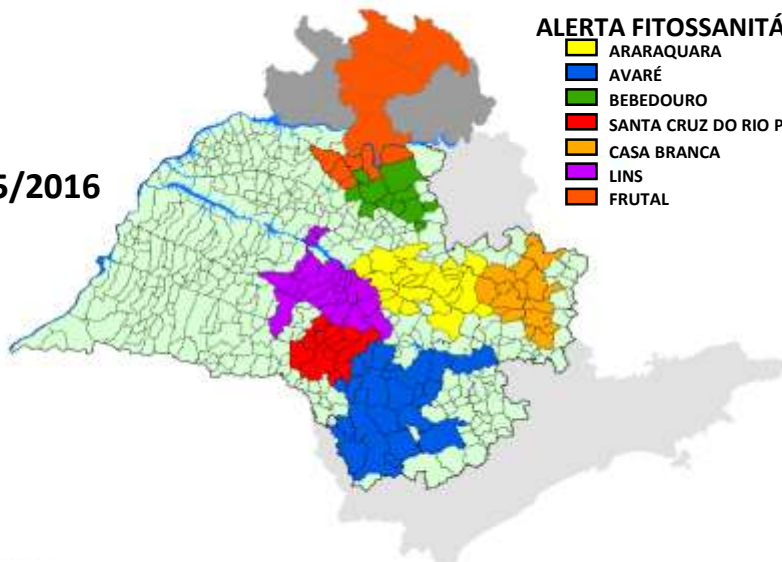 ALERTA FITOSSANITÁ
ARARAQUARA
AVARÉ
BEBEDOURO
SANTA CRUZ DO RIO P
CASA BRANCA
LINS
FRUTAL
5/2016